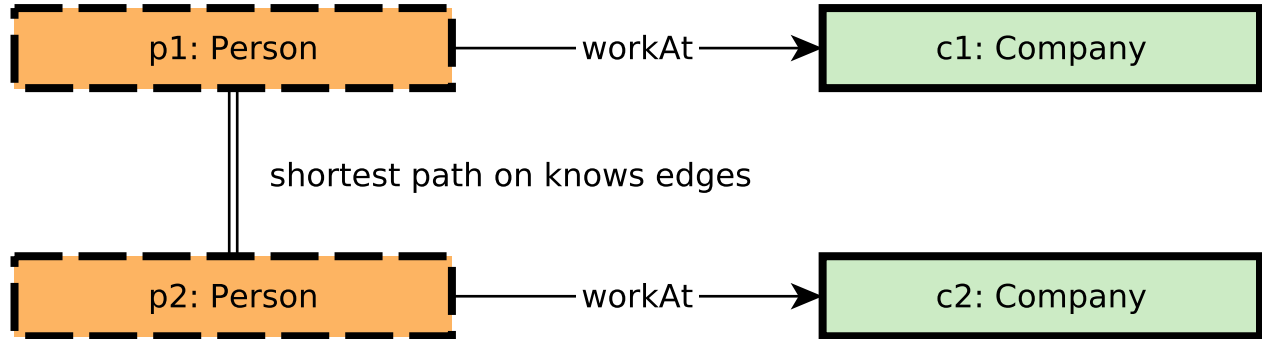 p1: Person workAt c1: Company
shortest path on knows edges
p2: Person workAt c2: Company